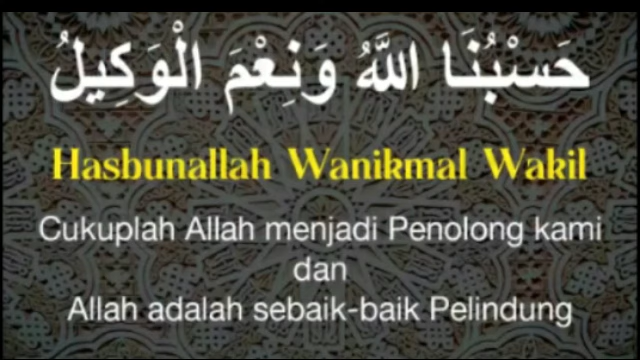 حَسْبُنَا اللَّهُ وَنِعْمَ الْوَكِيلُ
Hasbunallah Wanikmal Wakil
Cukuplah Allah menjadi Penolong kami
dan
Allah adalah sebaik-baik Pelindung